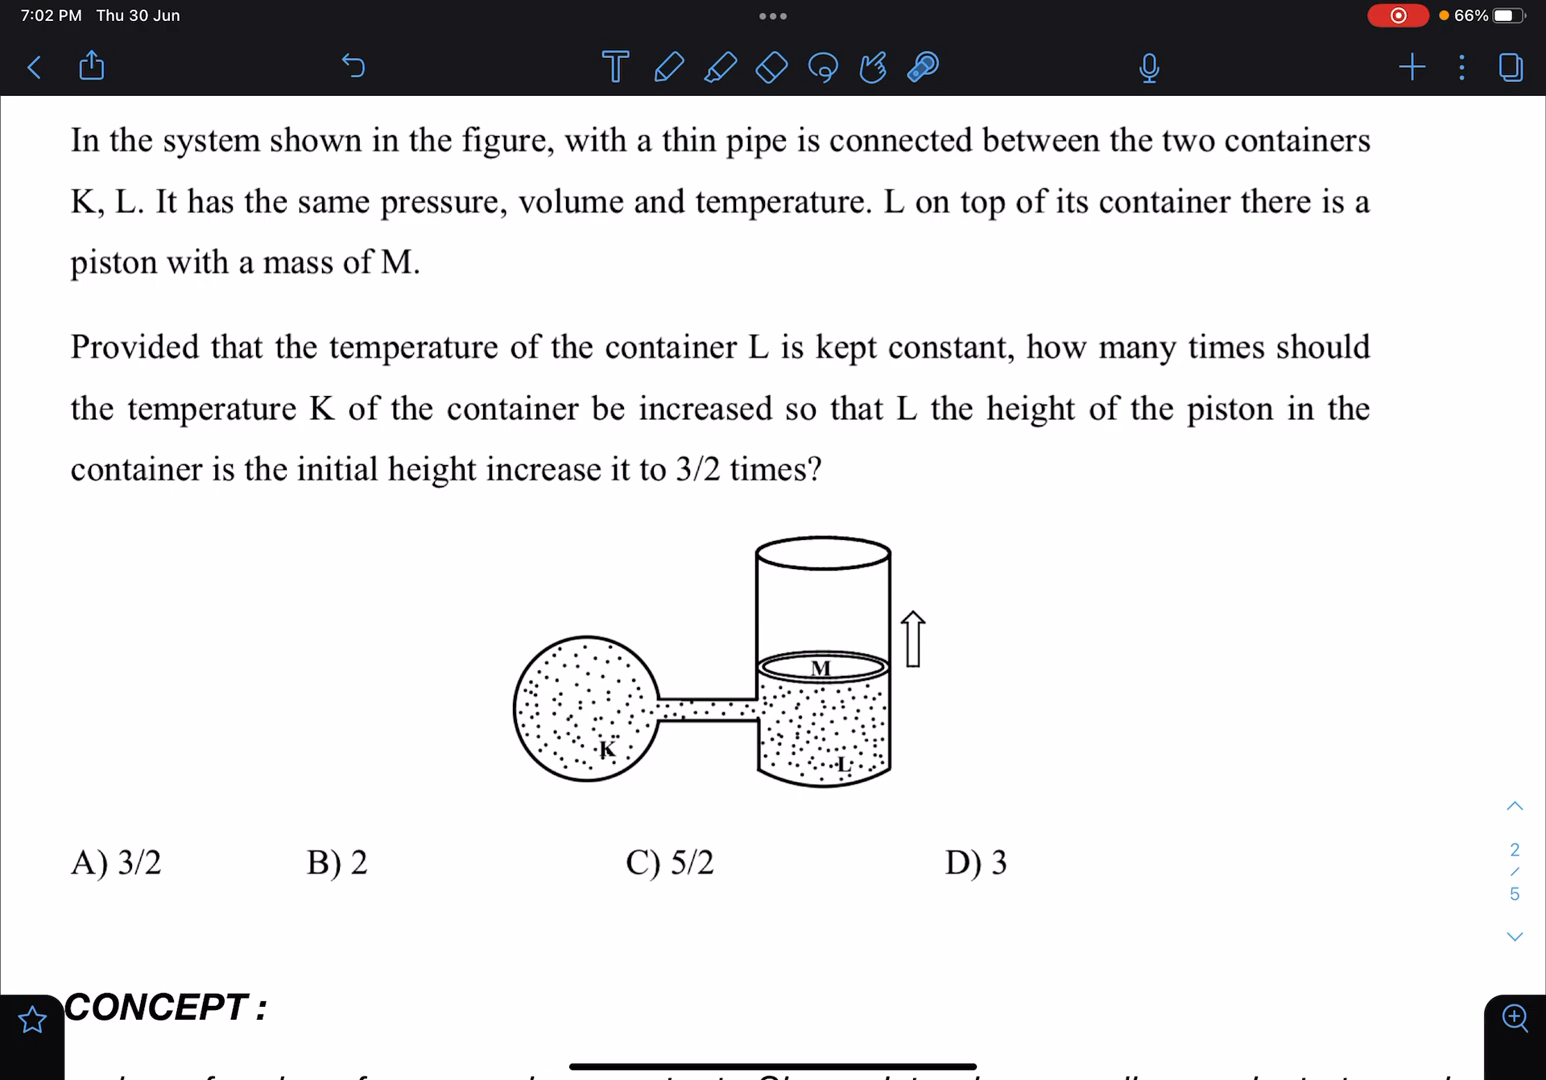 7:02 PM Thu 30 Jun
66%
In the system shown in the figure, with a thin pipe is connected between the two containers
K, L. It has the same pressure, volume and temperature. L on top of its container there is a
piston with a mass of M.
Provided that the temperature of the container L is kept constant, how many times should
the temperature K of the container be increased so that L the height of the piston in the
container is the initial height increase it to 3/2 times?
M
K
L
A) 3/2 B) 2 C) 5/2 D) 3
2
/
5
CONCEPT :